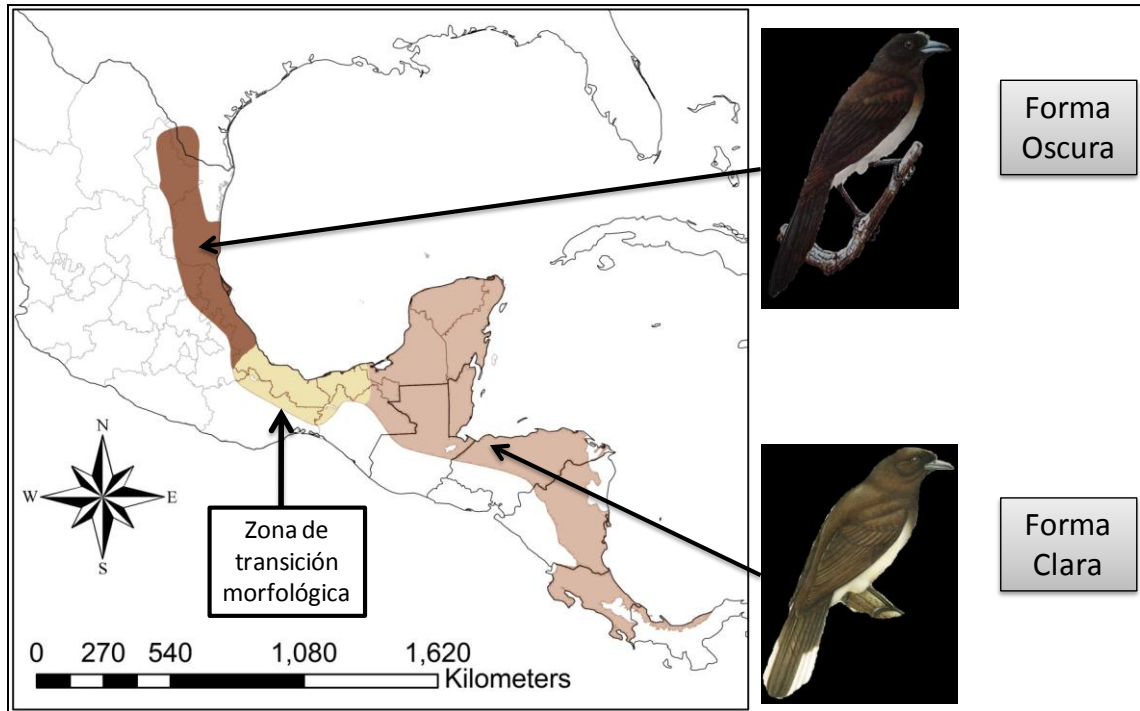 Forma
Oscura
N
W E
S
Zona de
transición
morfológica
Forma
Clara
0 270 540 1,080 1,620
Kilometers